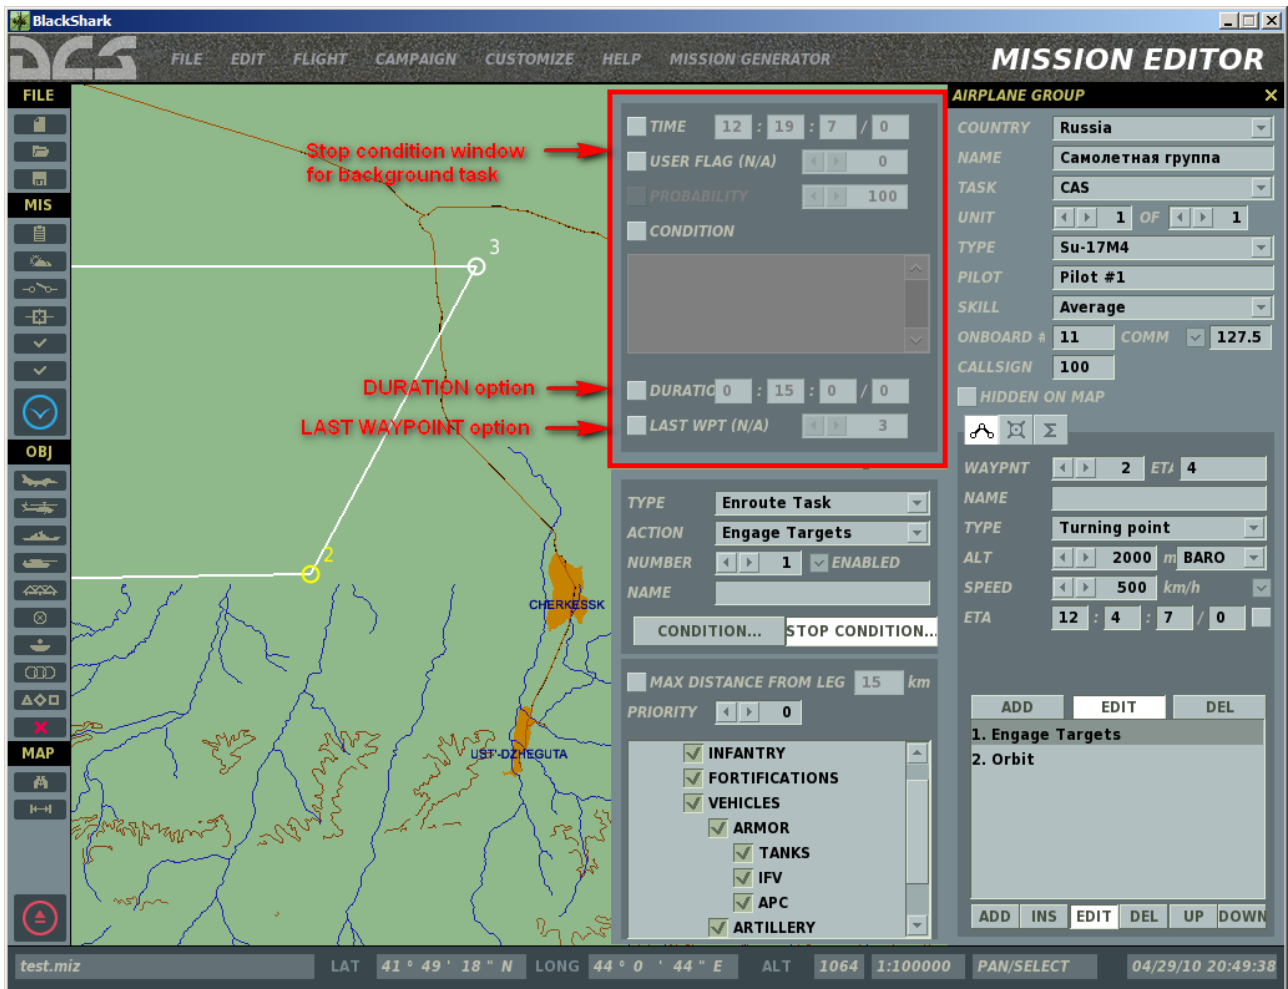 BlackShark
DCS FILE EDIT FLIGHT CAMPAIGN CUSTOMIZE HELP MISSION GENERATOR MISSION EDITOR
FILE
MIS
OBJ
MAP
Stop condition window
for background task
DURATION option
LAST WAYPOINT option
3
2
CHERKESSK
UST-DZHEGUTA
TIME 12 : 19 : 7 / 0
USER FLAG (N/A) 0
PROBABILITY 100
CONDITION
DURATIO 0 : 15 : 0 / 0
LAST WPT (N/A) 3
TYPE Enroute Task
ACTION Engage Targets
NUMBER 1 ENABLED
NAME
CONDITION... STOP CONDITION...
MAX DISTANCE FROM LEG 15 km
PRIORITY 0
INFANTRY
FORTIFICATIONS
VEHICLES
ARMOR
TANKS
IFV
APC
ARTILLERY
AIRPLANE GROUP
COUNTRY Russia
NAME Самолетная группа
TASK CAS
UNIT 1 OF 1
TYPE Su-17M4
PILOT Pilot #1
SKILL Average
ONBOARD # 11 COMM 127.5
CALLSIGN 100
HIDDEN ON MAP
WAYPNT 2 ETA 4
NAME
TYPE Turning point
ALT 2000 m BARO
SPEED 500 km/h
ETA 12 : 4 : 7 / 0
ADD EDIT DEL
1. Engage Targets
2. Orbit
ADD INS EDIT DEL UP DOWN
test.miz LAT 41 ° 49 ' 18 " N LONG 44 ° 0 ' 44 " E ALT 1064 1:100000 PAN/SELECT 04/29/10 20:49:38